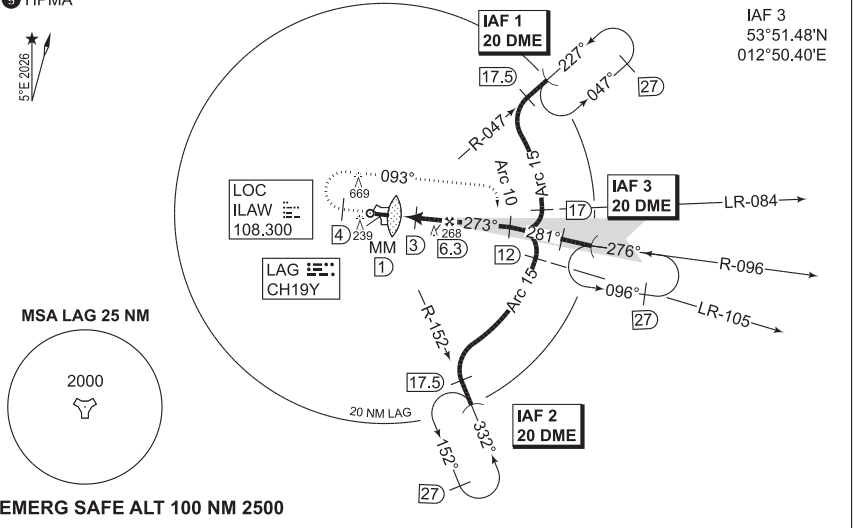 9 HPMA
5°E 2026
IAF 3
53°51.48'N
012°50.40'E
IAF 1
20 DME
17.5
227°
047°
27
R-047
Arc 15
Arc 10
093°
669
LOC
ILAW
108.300
4
239
MM
1
3
268
6.3
273°
12
281°
17
IAF 3
20 DME
LR-084
276°
R-096
096°
27
LR-105
LAG
CH19Y
Arc 15
R-152
17.5
20 NM LAG
IAF 2
20 DME
332°
152°
27
MSA LAG 25 NM
2000
EMERG SAFE ALT 100 NM 2500